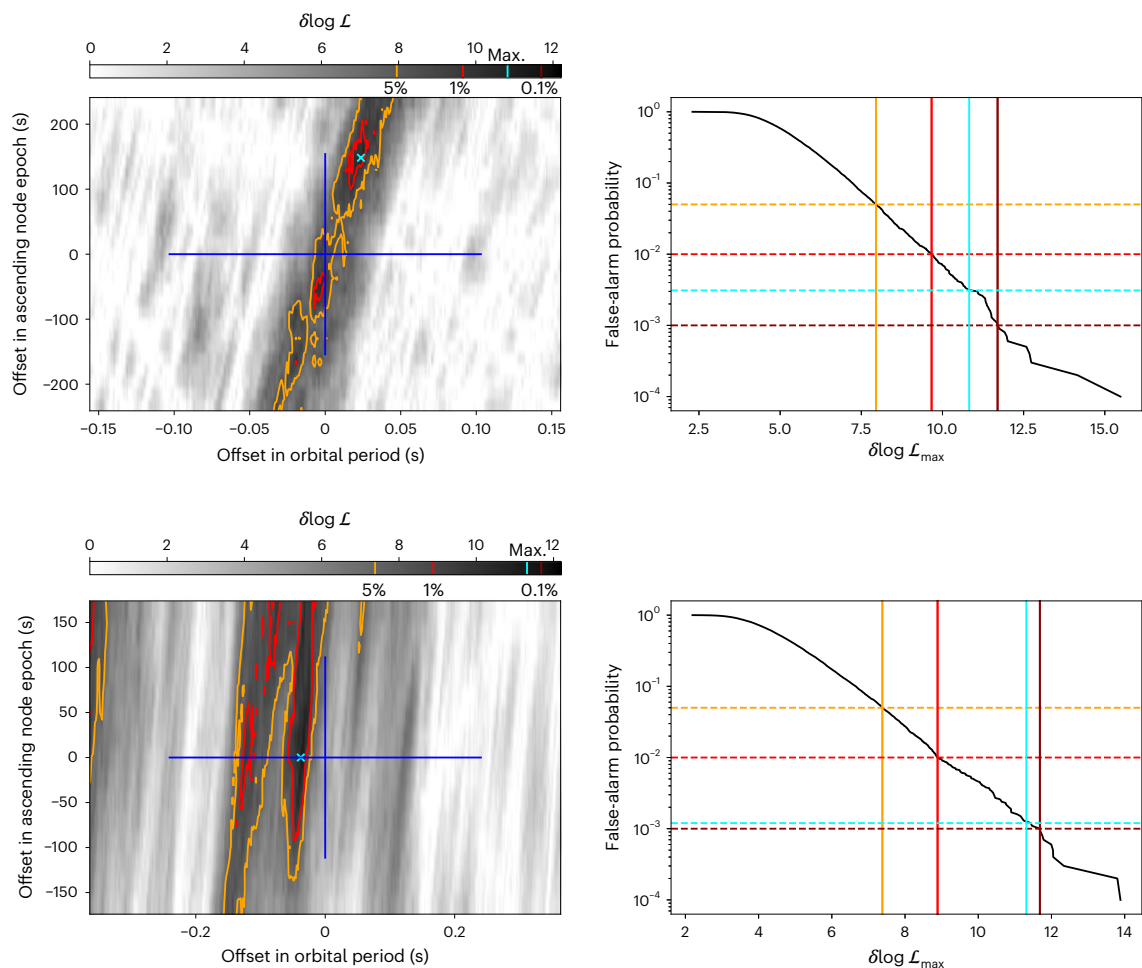 δlog ℒ
0 2 4 6 8 10 12
Max.
5% 1% 0.1%
Offset in ascending node epoch (s)
200
100
0
−100
−200
−0.15 −0.10 −0.05 0 0.05 0.10 0.15
Offset in orbital period (s)
False-alarm probability
10⁰
10⁻¹
10⁻²
10⁻³
10⁻⁴
2.5 5.0 7.5 10.0 12.5 15.0
δlog ℒmax
δlog ℒ
0 2 4 6 8 10 12
Max.
5% 1% 0.1%
Offset in ascending node epoch (s)
150
100
50
0
−50
−100
−150
−0.2 0 0.2
Offset in orbital period (s)
False-alarm probability
10⁰
10⁻¹
10⁻²
10⁻³
10⁻⁴
2 4 6 8 10 12 14
δlog ℒmax